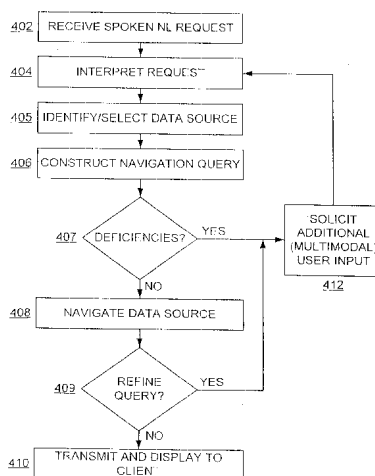 402 RECEIVE SPOKEN NL REQUEST
404 INTERPRET REQUEST
405 IDENTIFY/SELECT DATA SOURCE
406 CONSTRUCT NAVIGATION QUERY
407 DEFICIENCIES? YES
SOLICIT
ADDITIONAL
(MULTIMODAL)
USER INPUT
412
NO
408 NAVIGATE DATA SOURCE
409 REFINE
QUERY?
YES
NO
410 TRANSMIT AND DISPLAY TO
CLIENT